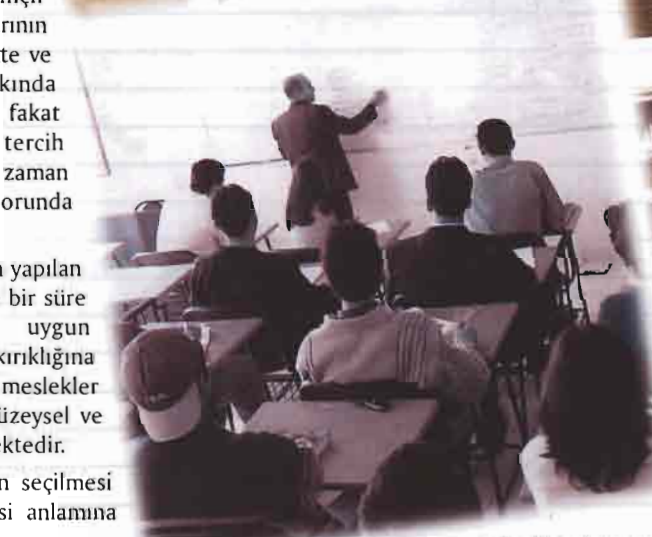 rının
te ve
kında
fakat
tercih
zaman
orunda
yapılan
bir süre
uygun
kırıklığına
meslekler
üzeysel ve
ktedir.
n seçilmesi
si anlamına